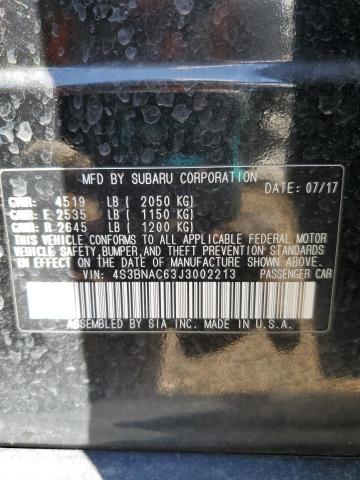 MFD BY SUBARU CORPORATION
DATE: 07/17
GVWR: 4519 LB ( 2050 KG)
GAWR: F 2535 LB ( 1150 KG)
GAWR: R 2645 LB ( 1200 KG)
THIS VEHICLE CONFORMS TO ALL APPLICABLE FEDERAL MOTOR
VEHICLE SAFETY,BUMPER,AND THEFT PREVENTION STANDARDS
IN EFFECT ON THE DATE OF MANUFACTURE SHOWN ABOVE.
VIN: 4S3BNAC63J3002213 PASSENGER CAR
ASSEMBLED BY SIA INC. MADE IN U.S.A.